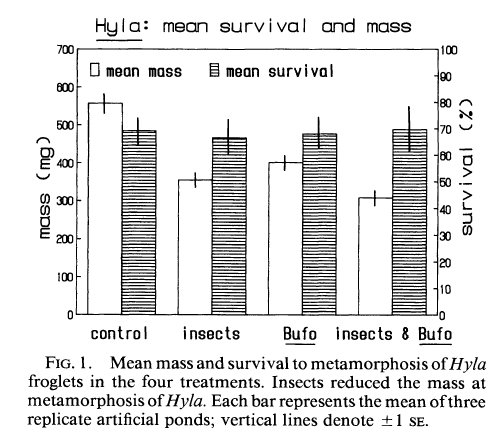 Hyla: mean survival and mass
mean mass mean survival
mass (mg)
700
600
500
400
300
200
100
0
survival (%)
100
90
80
70
60
50
40
30
20
10
0
control insects Bufo insects & Bufo
FIG. 1. Mean mass and survival to metamorphosis of Hyla
froglets in the four treatments. Insects reduced the mass at
metamorphosis of Hyla. Each bar represents the mean of three
replicate artificial ponds; vertical lines denote ±1 SE.